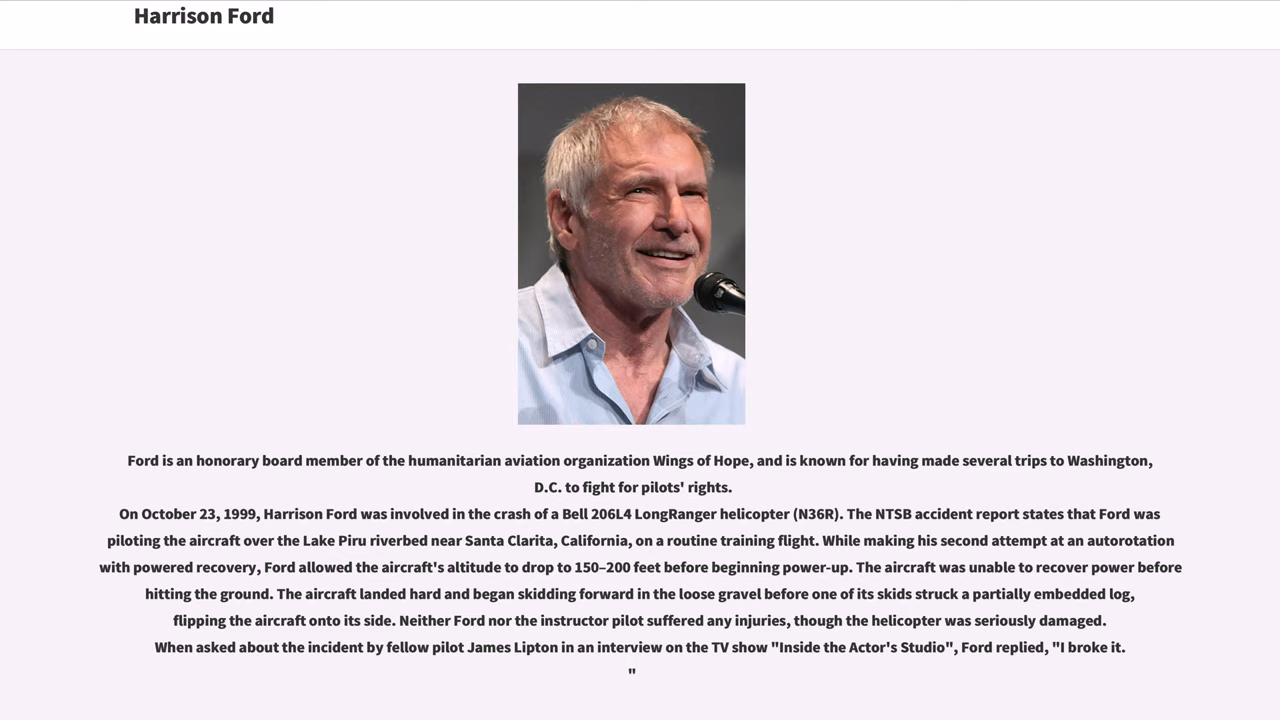 Harrison Ford
Ford is an honorary board member of the humanitarian aviation organization Wings of Hope, and is known for having made several trips to Washington,
D.C. to fight for pilots' rights.
On October 23, 1999, Harrison Ford was involved in the crash of a Bell 206L4 LongRanger helicopter (N36R). The NTSB accident report states that Ford was
piloting the aircraft over the Lake Piru riverbed near Santa Clarita, California, on a routine training flight. While making his second attempt at an autorotation
with powered recovery, Ford allowed the aircraft's altitude to drop to 150–200 feet before beginning power-up. The aircraft was unable to recover power before
hitting the ground. The aircraft landed hard and began skidding forward in the loose gravel before one of its skids struck a partially embedded log,
flipping the aircraft onto its side. Neither Ford nor the instructor pilot suffered any injuries, though the helicopter was seriously damaged.
When asked about the incident by fellow pilot James Lipton in an interview on the TV show "Inside the Actor's Studio", Ford replied, "I broke it.
"